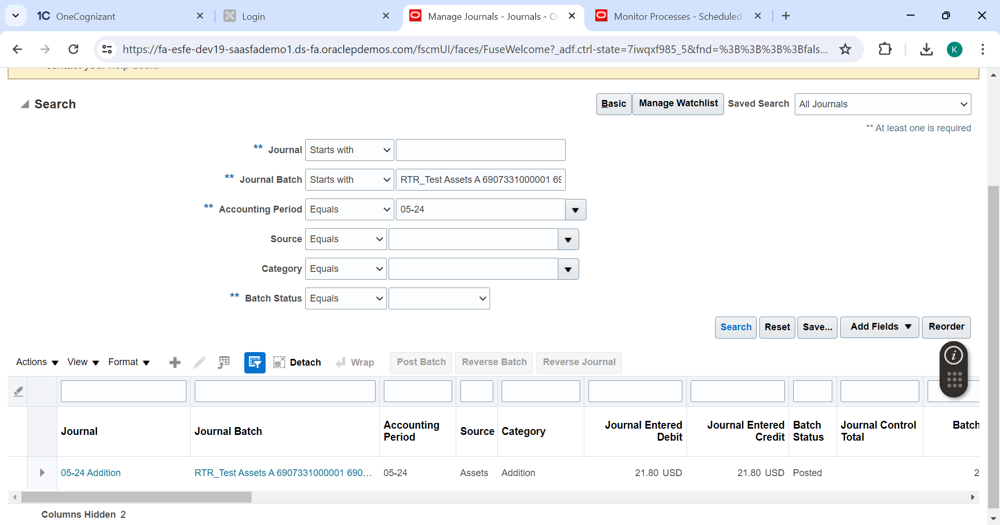 OneCognizant
Login
Manage Journals - Journals - O
Monitor Processes - Scheduled
https://fa-esfe-dev19-saasfademo1.ds-fa.oraclepdemos.com/fscmUI/faces/FuseWelcome?_adf.ctrl-state=7iwqxf985_5&fnd=%3B%3B%3B%3Bfals...
K
contact your help desk.
Search
Basic
Manage Watchlist
Saved Search
All Journals
** At least one is required
** Journal Starts with
** Journal Batch Starts with RTR_Test Assets A 6907331000001 69
** Accounting Period Equals 05-24
Source Equals
Category Equals
** Batch Status Equals
Search Reset Save... Add Fields Reorder
Actions View Format Detach Wrap Post Batch Reverse Batch Reverse Journal
Journal
Journal Batch
Accounting
Period
Source
Category
Journal Entered
Debit
Journal Entered
Credit
Batch
Status
Journal Control
Total
Batch
05-24 Addition RTR_Test Assets A 6907331000001 690... 05-24 Assets Addition 21.80 USD 21.80 USD Posted 2
Columns Hidden 2